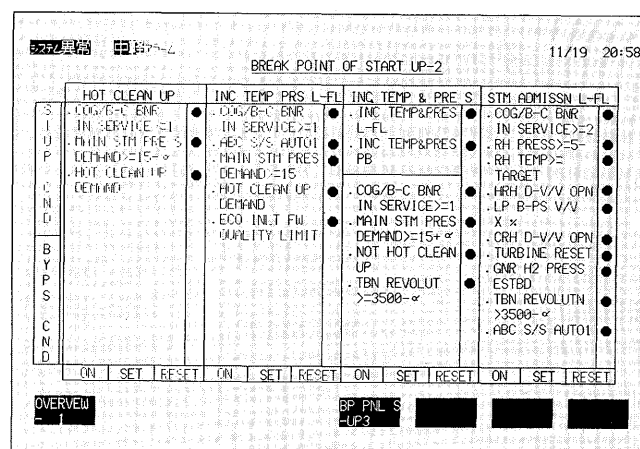 システム異常 中野アラーム 11/19 20:58
BREAK POINT OF START UP-2
HOT CLEAN UP
INC TEMP PRS L-FL
INC TEMP & PRE S
STM ADMISSN L-FL
S I U P C N D
B Y P S C N D
. COG/B-C BNR ●
IN SERVICE >=1
. MAIN STM PRE S ●
DEMAND>=15-α
. HOT CLEAN UP ●
DEMAND
. COG/B-C BNR ●
IN SERVICE>=1
. ABC S/S AUTO1 ●
. MAIN STM PRES ●
DEMAND>=15
. HOT CLEAN UP ●
DEMAND
. ECO INLT FW ●
QUALITY LIMIT
. INC TEMP&PRES ●
L-FL
. INC TEMP&PRES ●
PB
. COG/B-C BNR ●
IN SERVICE>=1
. MAIN STM PRES ●
DEMAND>=15+α
. NOT HOT CLEAN ●
UP
. TBN REVOLUT ●
>=3500-α
. COG/B-C BNR ●
IN SERVICE>=2
. RH PRESS>=5- ●
. RH TEMP>= ●
TARGET
. HRH D-V/V OPN ●
. LP B-PS V/V ●
X %
. CRH D-V/V OPN ●
. TURBINE RESET ●
. GNR H2 PRESS ●
ESTBD
. TBN REVOLUTN ●
>3500-α
. ABC S/S AUTO1 ●
ON SET RESET ON SET RESET ON SET RESET ON SET RESET
OVERVEW
- 1
BP PNL S
-UP3